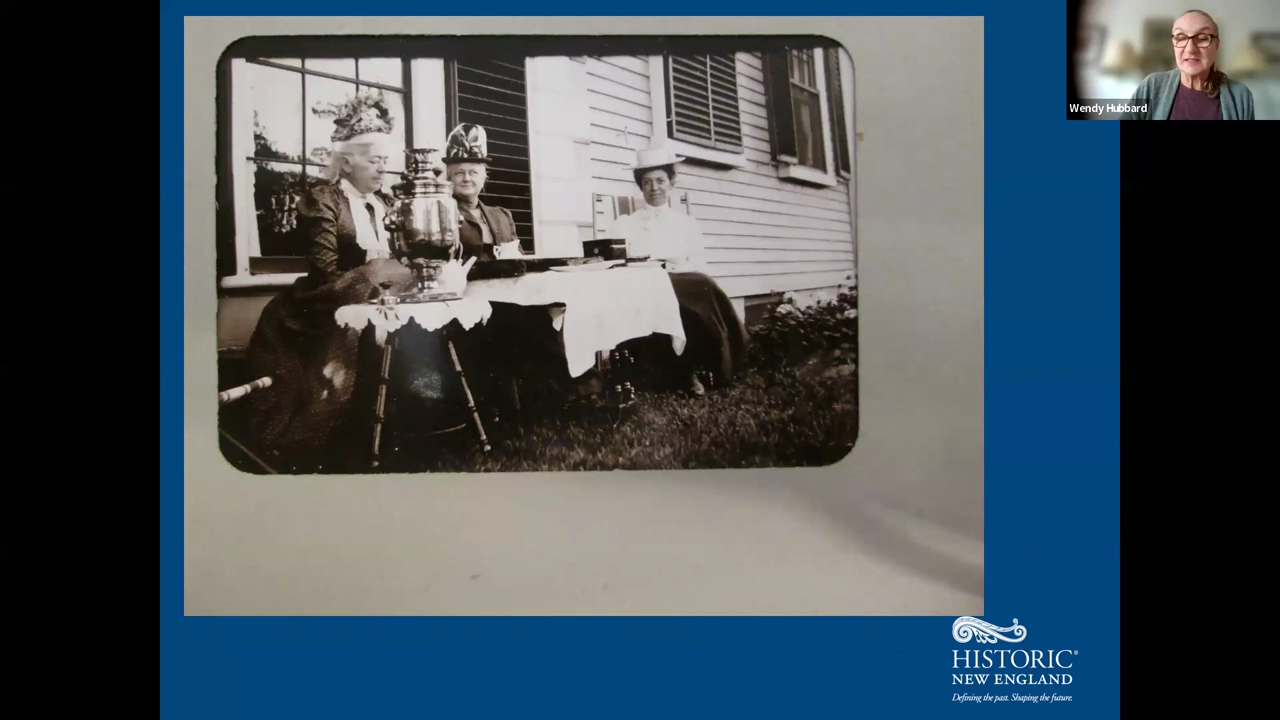 Wendy Hubbard
HISTORIC®
NEW ENGLAND
Defining the past. Shaping the future.